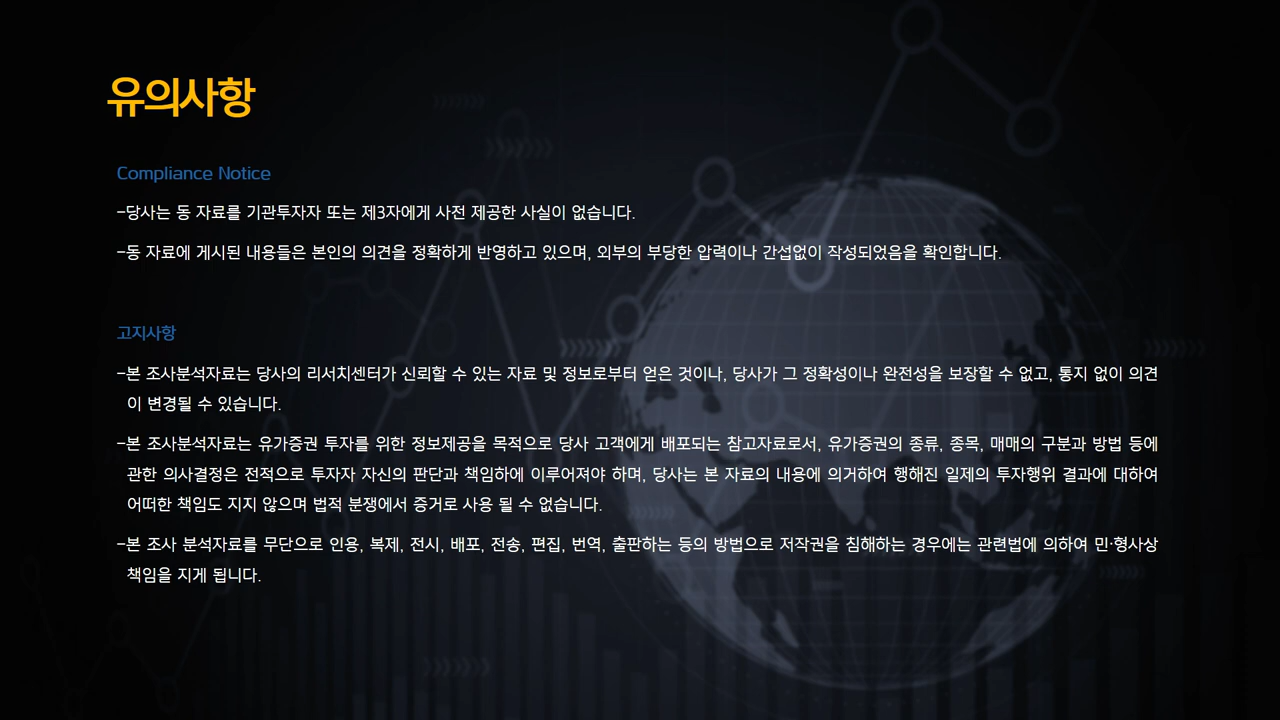 유의사항
Compliance Notice
-당사는 동 자료를 기관투자자 또는 제3자에게 사전 제공한 사실이 없습니다.
-동 자료에 게시된 내용들은 본인의 의견을 정확하게 반영하고 있으며, 외부의 부당한 압력이나 간섭없이 작성되었음을 확인합니다.
고지사항
-본 조사분석자료는 당사의 리서치센터가 신뢰할 수 있는 자료 및 정보로부터 얻은 것이나, 당사가 그 정확성이나 완전성을 보장할 수 없고, 통지 없이 의견
이 변경될 수 있습니다.
-본 조사분석자료는 유가증권 투자를 위한 정보제공을 목적으로 당사 고객에게 배포되는 참고자료로서, 유가증권의 종류, 종목, 매매의 구분과 방법 등에
관한 의사결정은 전적으로 투자자 자신의 판단과 책임하에 이루어져야 하며, 당사는 본 자료의 내용에 의거하여 행해진 일제의 투자행위 결과에 대하여
어떠한 책임도 지지 않으며 법적 분쟁에서 증거로 사용 될 수 없습니다.
-본 조사 분석자료를 무단으로 인용, 복제, 전시, 배포, 전송, 편집, 번역, 출판하는 등의 방법으로 저작권을 침해하는 경우에는 관련법에 의하여 민·형사상
책임을 지게 됩니다.